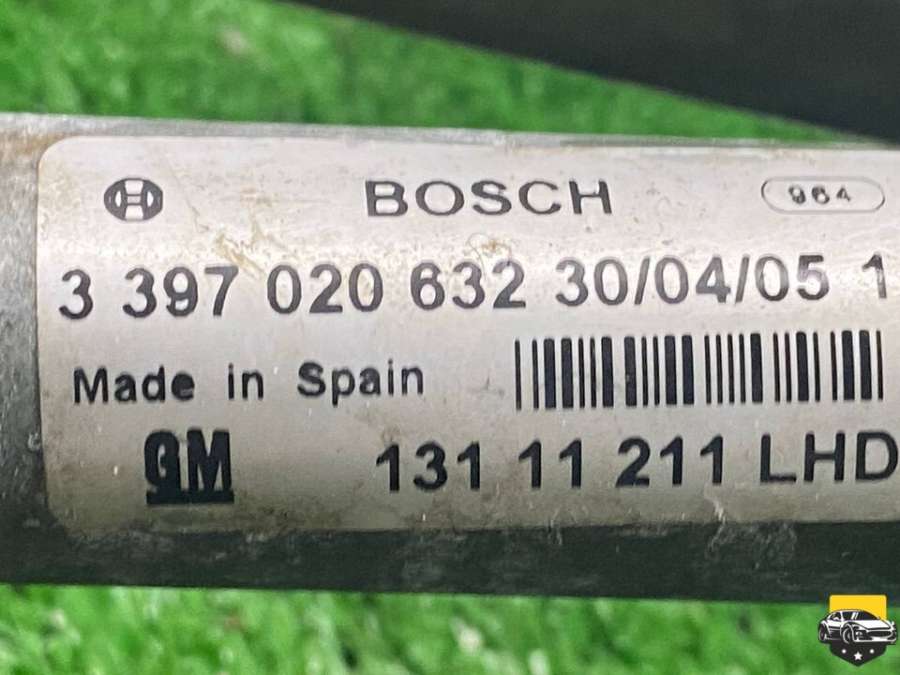 BOSCH 964
3 397 020 632 30/04/05 1
Made in Spain
GM 131 11 211 LHD